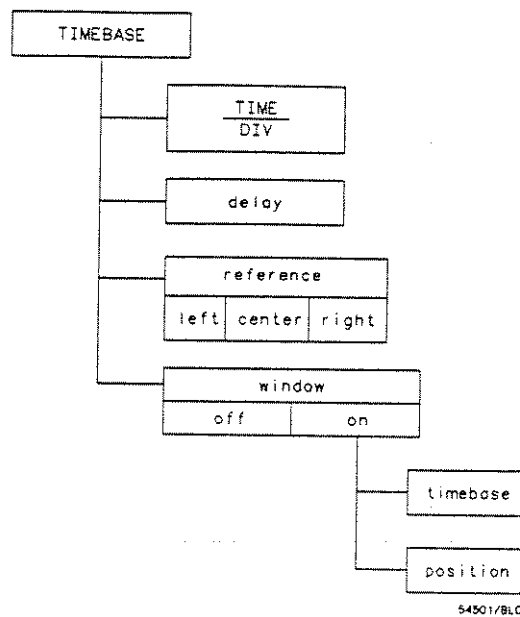 TIMEBASE
TIME
DIV
delay
reference
left center right
window
off on
timebase
position